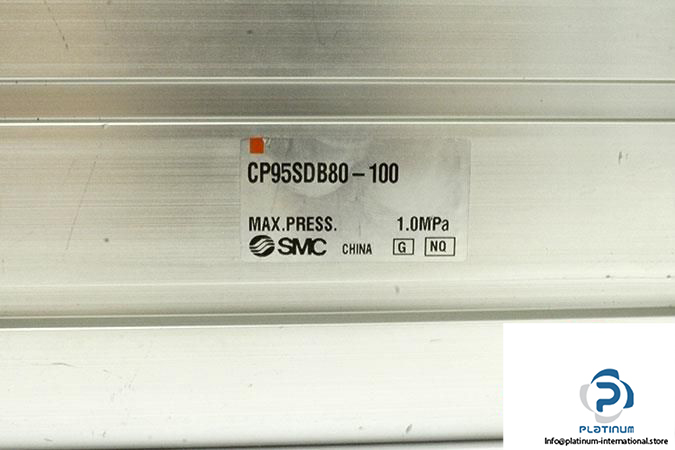 CP95SDB80-100
MAX.PRESS. 1.0MPa
SMC CHINA G NQ
PLATINUM
Info@platinum-international.store